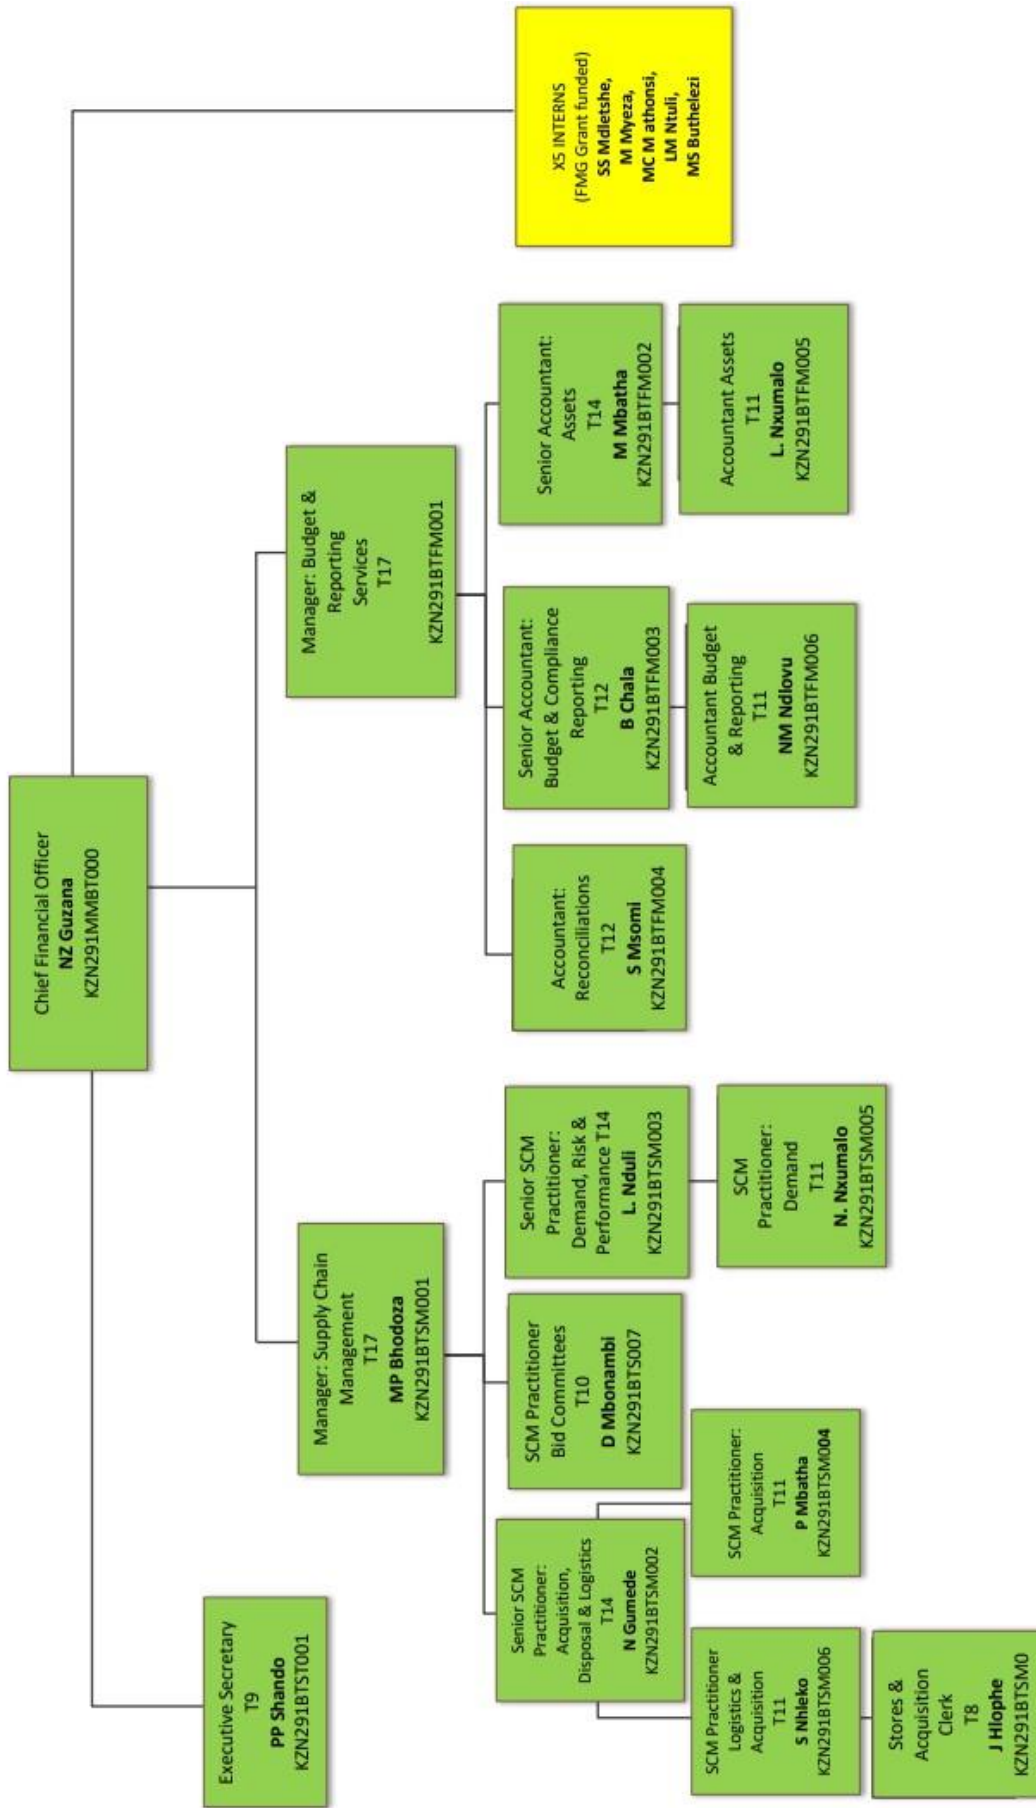 Chief Financial Officer
NZ Guzana
KZN291MMBT000
Executive Secretary
T9
PP Shando
KZN291BTST001
X5 INTERNS
(FMG Grant funded)
SS Mdletshe,
M Myeza,
MC M athonsi,
LM Ntuli,
MS Buthelezi
Manager: Supply Chain
Management
T17
MP Bhodoza
KZN291BTSM001
Manager: Budget &
Reporting
Services
T17
KZN291BTFM001
Senior SCM
Practitioner:
Acquisition,
Disposal & Logistics
T14
N Gumede
KZN291BTSM002
SCM Practitioner
Bid Committees
T10
D Mbonambi
KZN291BTS007
Senior SCM
Practitioner:
Demand, Risk &
Performance T14
L. Nduli
KZN291BTSM003
Accountant:
Reconciliations
T12
S Msomi
KZN291BTFM004
Senior Accountant:
Budget & Compliance
Reporting
T12
B Chala
KZN291BTFM003
Senior Accountant:
Assets
T14
M Mbatha
KZN291BTFM002
SCM Practitioner
Logistics &
Acquisition
T11
S Nhleko
KZN291BTSM006
SCM Practitioner:
Acquisition
T11
P Mbatha
KZN291BTSM004
SCM
Practitioner:
Demand
T11
N. Nxumalo
KZN291BTSM005
Accountant Budget
& Reporting
T11
NM Ndlovu
KZN291BTFM006
Accountant Assets
T11
L. Nxumalo
KZN291BTFM005
Stores &
Acquisition
Clerk
T8
J Hlophe
KZN291BTSM0